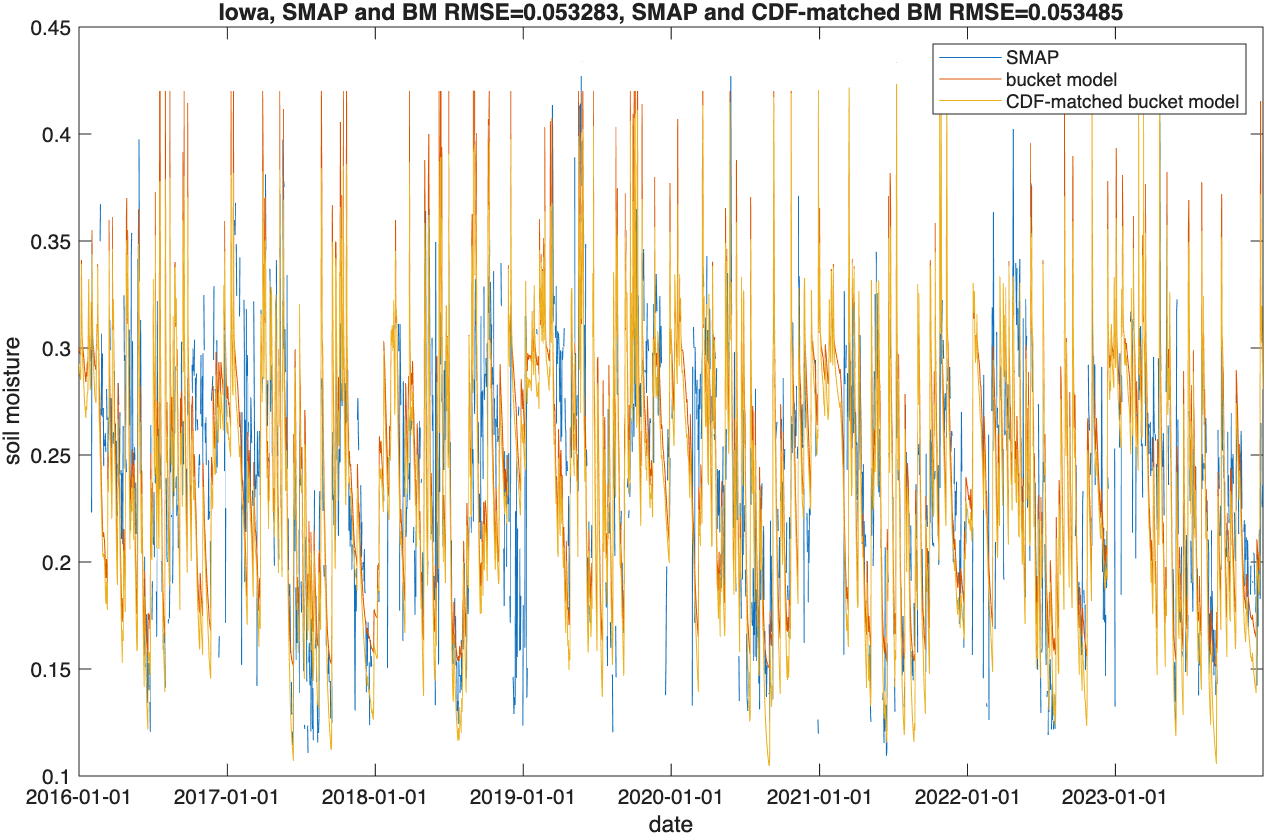 Iowa, SMAP and BM RMSE=0.053283, SMAP and CDF-matched BM RMSE=0.053485
0.45
SMAP
bucket model
CDF-matched bucket model
0.4
0.35
0.3
soil moisture
0.25
0.2
0.15
0.1
2016-01-01 2017-01-01 2018-01-01 2019-01-01 2020-01-01 2021-01-01 2022-01-01 2023-01-01
date